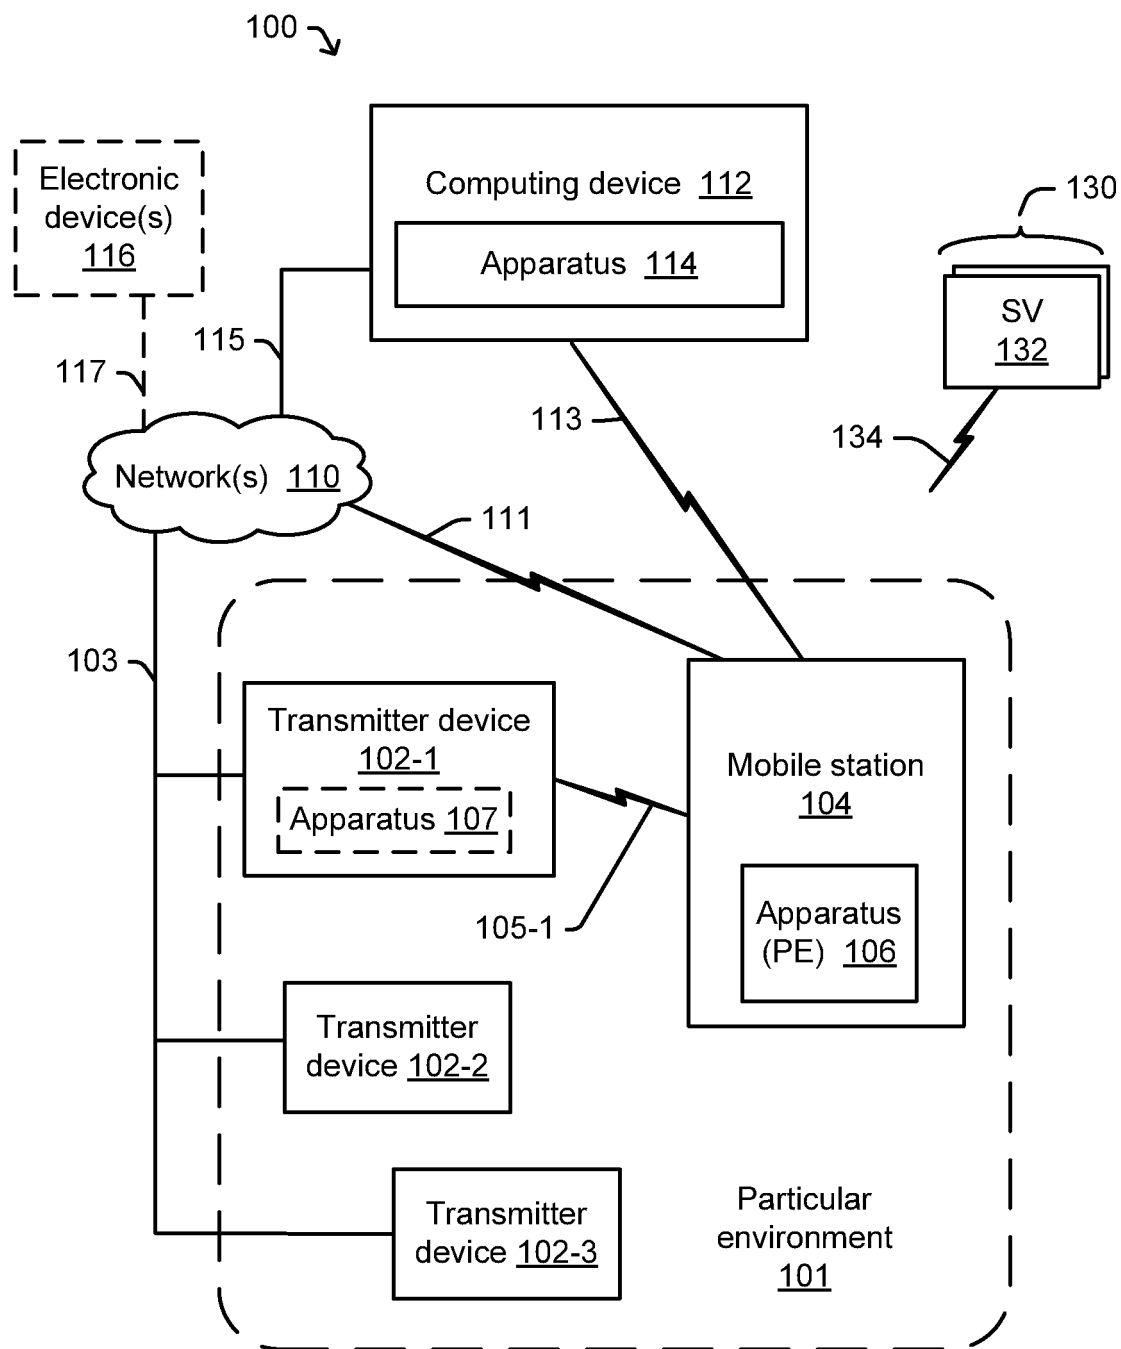 100
Electronic
device(s)
116
Computing device 112
Apparatus 114
130
SV
132
115
117
113
134
Network(s) 110
111
103
Transmitter device
102-1
Apparatus 107
Mobile station
104
105-1
Apparatus
(PE) 106
Transmitter
device 102-2
Transmitter
device 102-3
Particular
environment
101